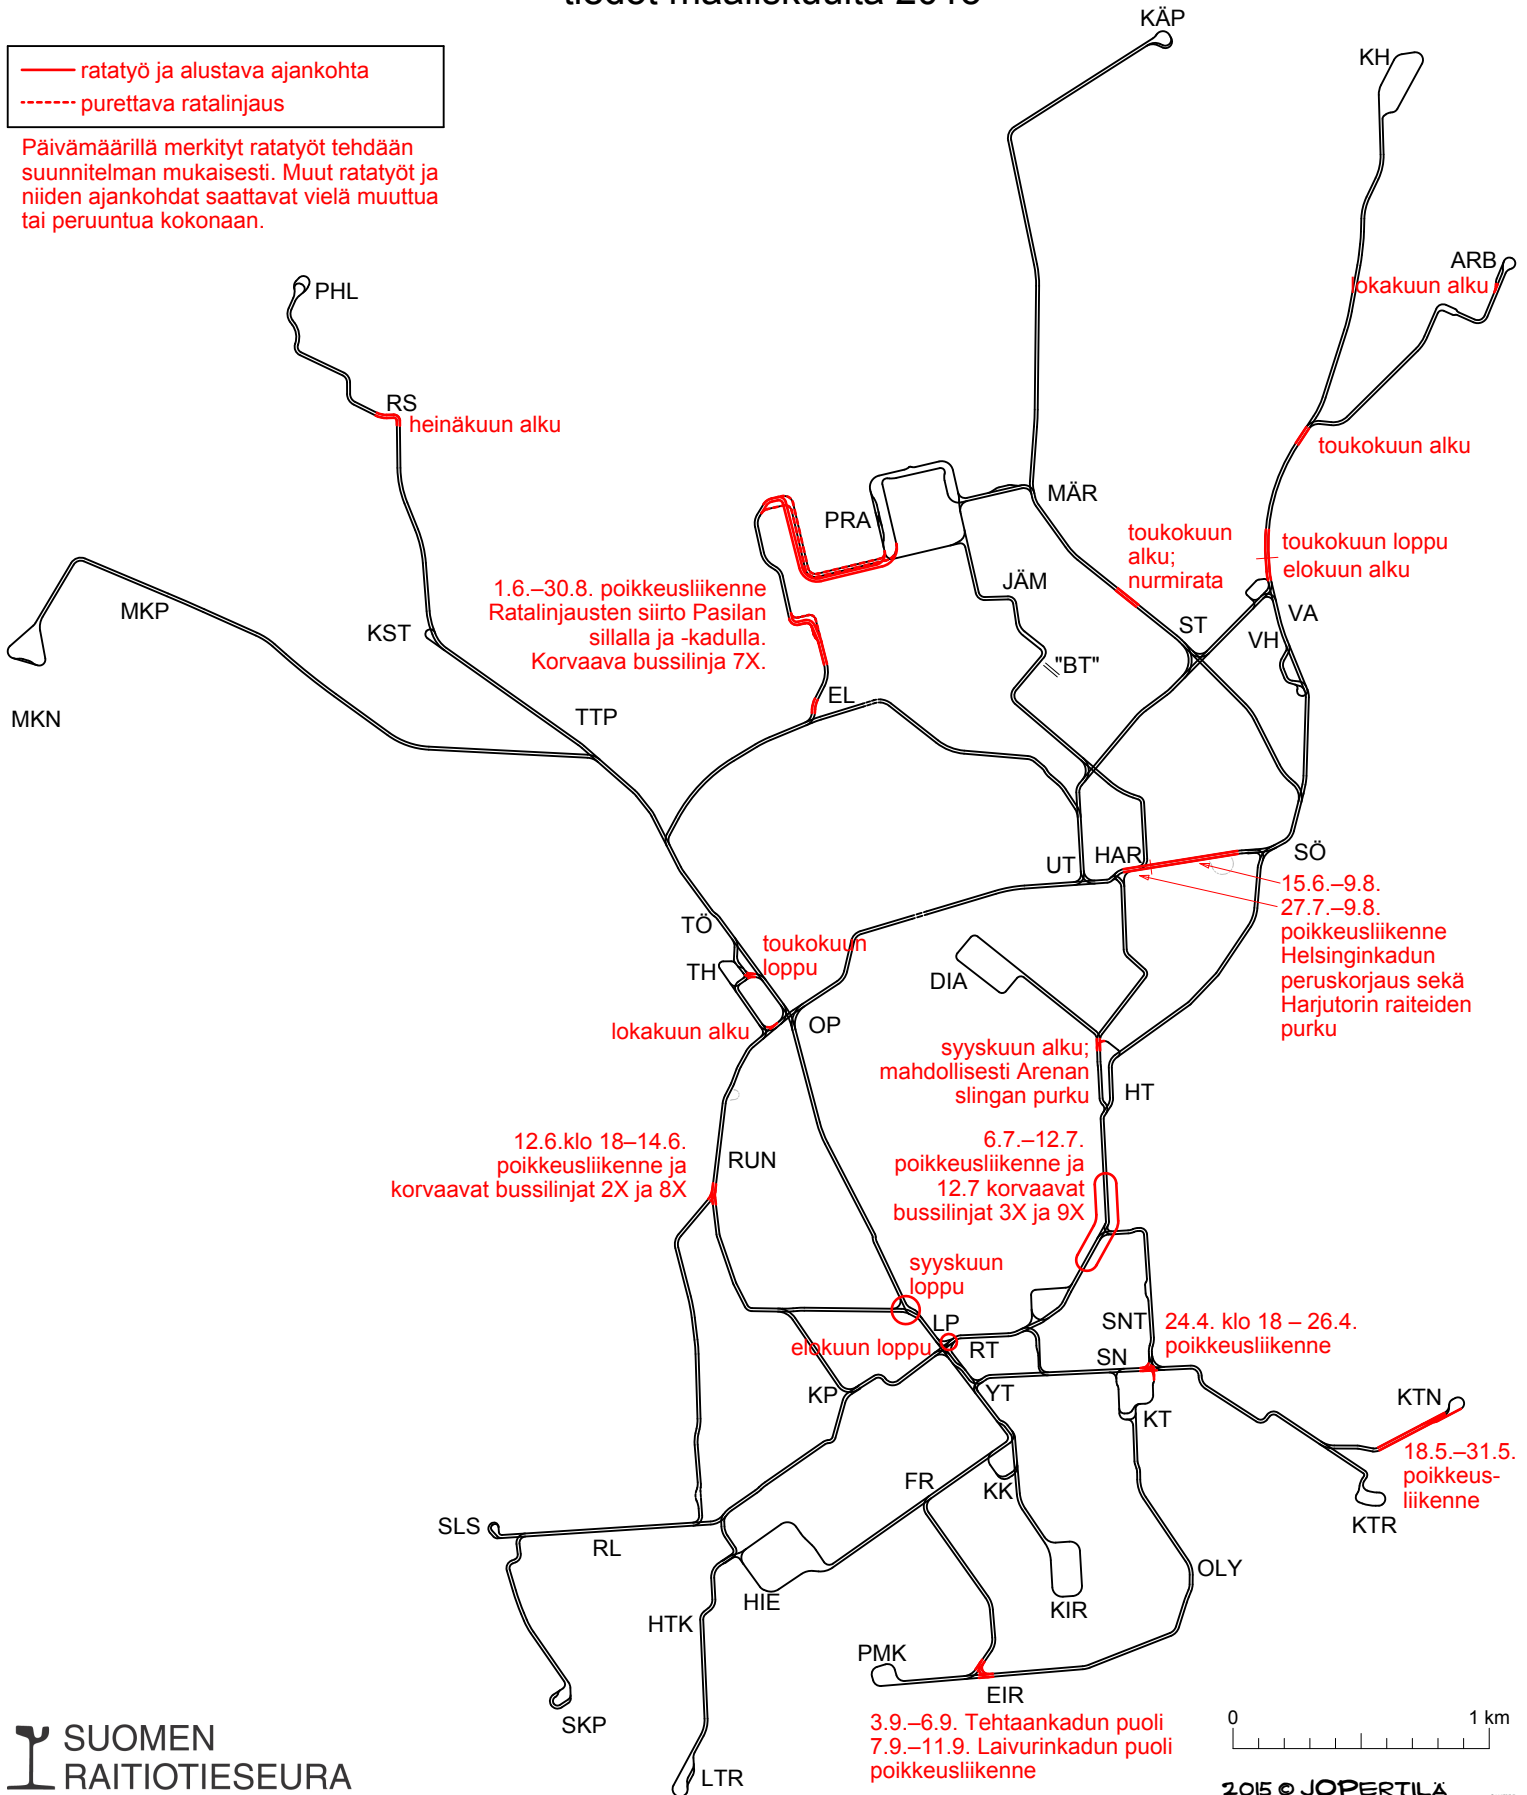 tiedot maaliskuulta 2015
KÄP
KH
ratatyö ja alustava ajankohta
purettava ratalinjaus
Päivämäärillä merkityt ratatyöt tehdään
suunnitelman mukaisesti. Muut ratatyöt ja
niiden ajankohdat saattavat vielä muuttua
tai peruuntua kokonaan.
ARB
lokakuun alku
PHL
RS
heinäkuun alku
toukokuun alku
MÄR
PRA
toukokuun
alku;
nurmirata
toukokuun loppu
elokuun alku
JÄM
1.6.–30.8. poikkeusliikenne
Ratalinjausten siirto Pasilan
sillalla ja -kadulla.
Korvaava bussilinja 7X.
MKP
KST
ST
VA
VH
"BT"
EL
MKN
TTP
UT
HAR
SÖ
15.6.–9.8.
27.7.–9.8.
poikkeusliikenne
Helsinginkadun
peruskorjaus sekä
Harjutorin raiteiden
purku
TÖ
toukokuun
loppu
TH
DIA
lokakuun alku
OP
syyskuun alku;
mahdollisesti Arenan
slingan purku
HT
12.6.klo 18–14.6.
poikkeusliikenne ja
korvaavat bussilinjat 2X ja 8X
RUN
6.7.–12.7.
poikkeusliikenne ja
12.7 korvaavat
bussilinjat 3X ja 9X
syyskuun
loppu
LP
SNT
24.4. klo 18 – 26.4.
poikkeusliikenne
elokuun loppu
RT
SN
KP
YT
KT
KTN
18.5.–31.5.
poikkeus-
liikenne
FR
KK
KTR
SLS
RL
OLY
HIE
KIR
HTK
PMK
EIR
3.9.–6.9. Tehtaankadun puoli
7.9.–11.9. Laivurinkadun puoli
poikkeusliikenne
SKP
LTR
0 1 km
SUOMEN
RAITIOTIESEURA
2015 © JOPERTILÄ